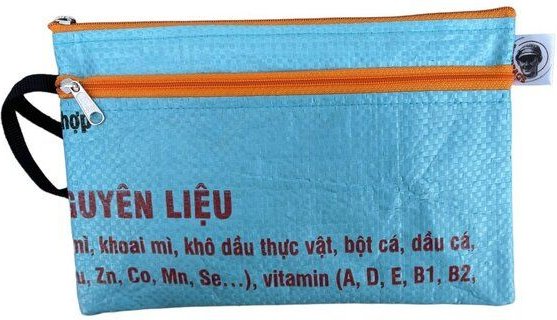 hợp
GUYÊN LIỆU
mì, khoai mì, khô dầu thực vật, bột cá, dầu cá,
u, Zn, Co, Mn, Se...), vitamin (A, D, E, B1, B2,